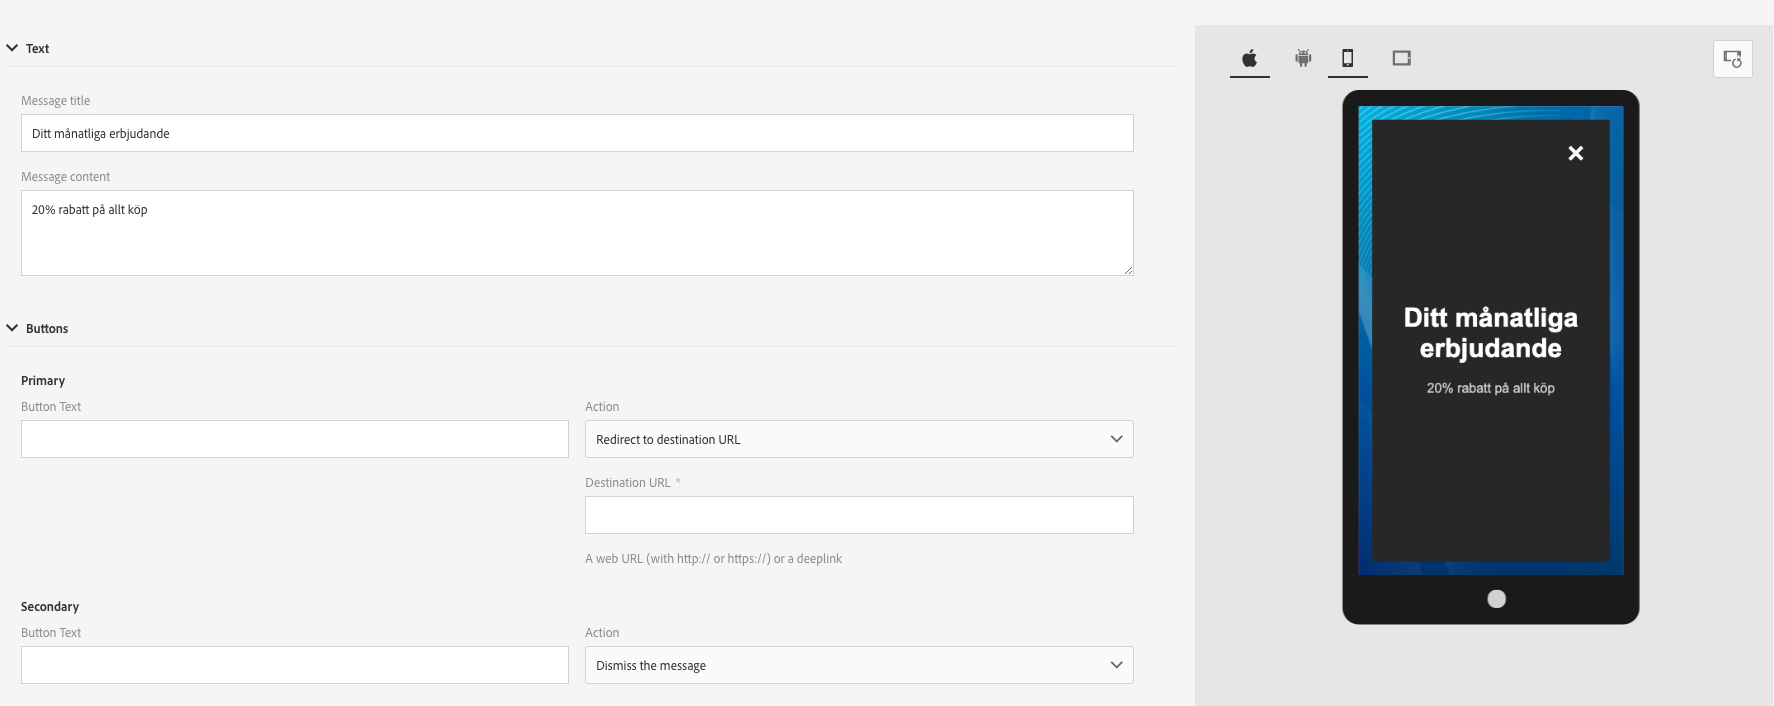 Text
Message title
Ditt månatliga erbjudande
Message content
20% rabatt på allt köp
Buttons
Primary
Button Text
Action
Redirect to destination URL
Destination URL *
A web URL (with http:// or https://) or a deeplink
Secondary
Button Text
Action
Dismiss the message
Ditt månatliga
erbjudande
20% rabatt på allt köp